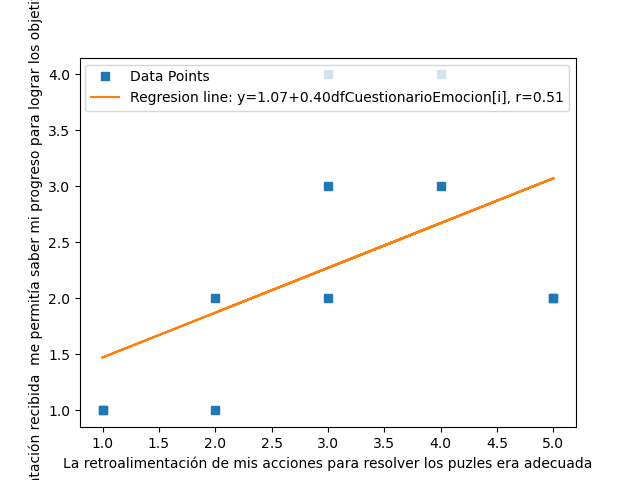 Data Points
Regresion line: y=1.07+0.40dfCuestionarioEmocion[i], r=0.51
4.0
3.5
3.0
2.5
2.0
1.5
1.0
1.0 1.5 2.0 2.5 3.0 3.5 4.0 4.5 5.0
La retroalimentación de mis acciones para resolver los puzles era adecuada
recibida me permitía saber mi progreso para lograr los